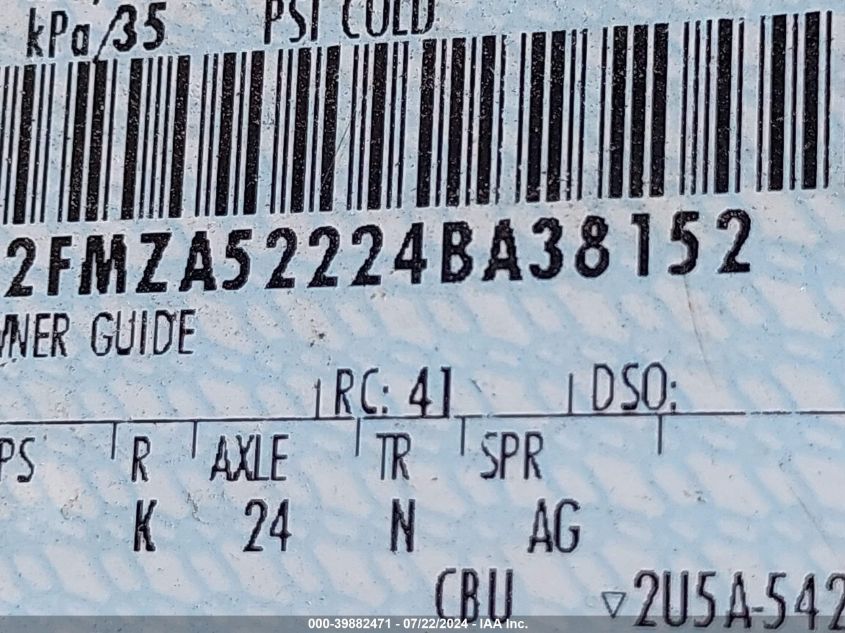 kPa/35 PSI COLD
2FMZA52224BA38152
WNER GUIDE
RC: 41 DSO:
PS R AXLE TR SPR
K 24 N AG
CBU ▽2U5A-542
000-39882471 - 07/22/2024 - IAA Inc.